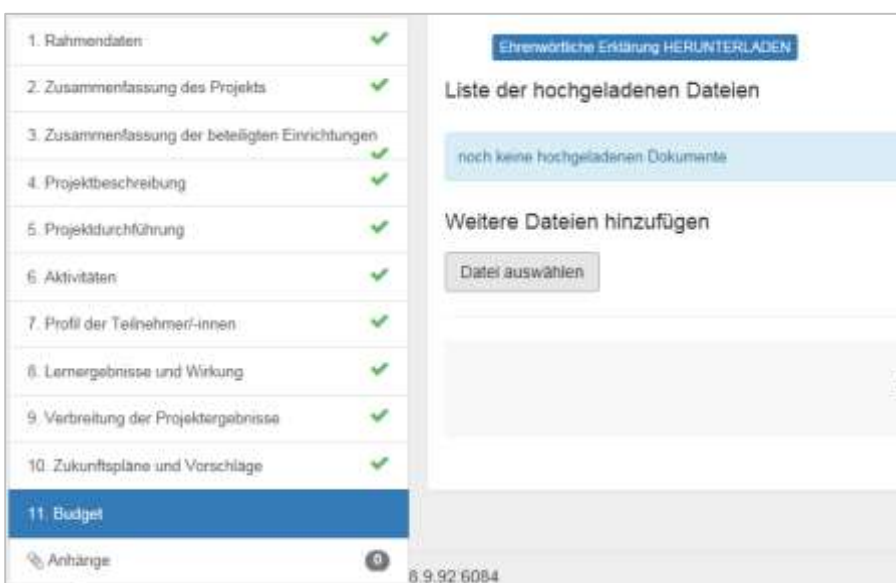 1. Rahmendaten
2. Zusammenfassung des Projekts
3. Zusammenfassung der beteiligten Einrichtungen
4. Projektbeschreibung
5. Projektdurchführung
6. Aktivitäten
7. Profil der Teilnehmer/-innen
8. Lernergebnisse und Wirkung
9. Verbreitung der Projektergebnisse
10. Zukunftspläne und Vorschläge
11. Budget
Anhänge 0
Ehrenwörtliche Erklärung HERUNTERLADEN
Liste der hochgeladenen Dateien
noch keine hochgeladenen Dokumente
Weitere Dateien hinzufügen
Datei auswählen
8.9.92.6084